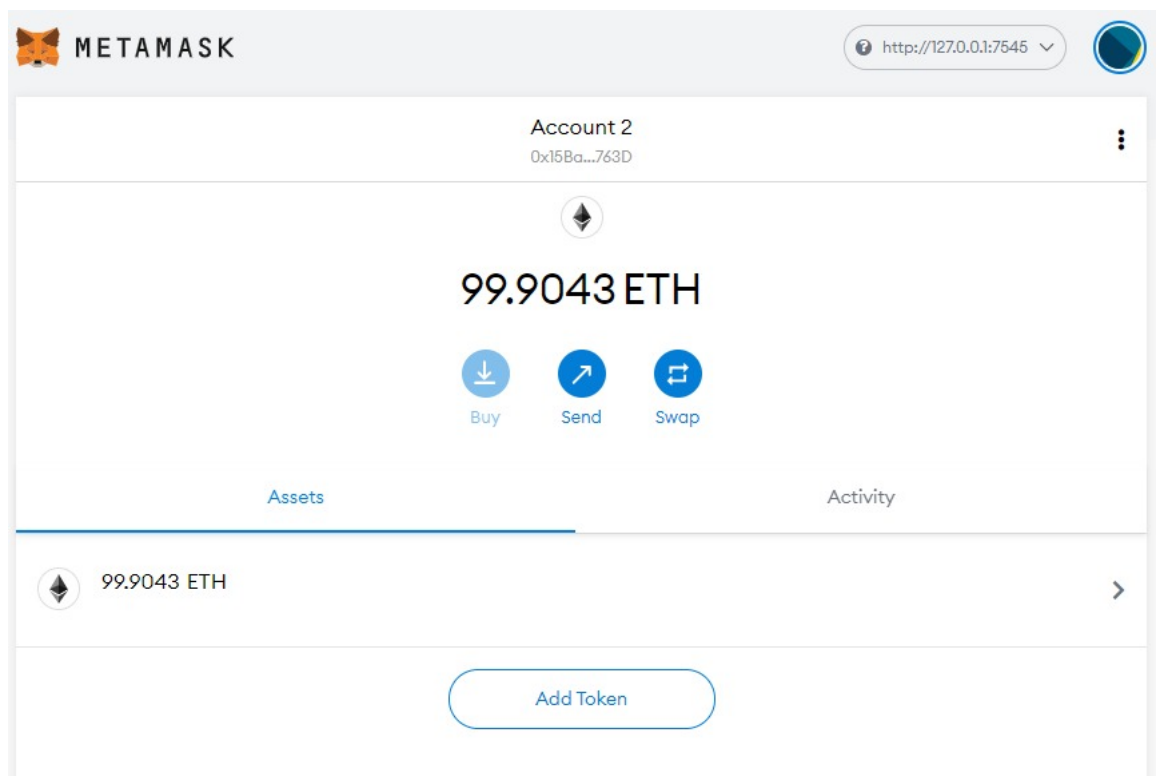 METAMASK
http://127.0.0.1:7545
Account 2
0x15Ba...763D
99.9043 ETH
Buy Send Swap
Assets Activity
99.9043 ETH
Add Token